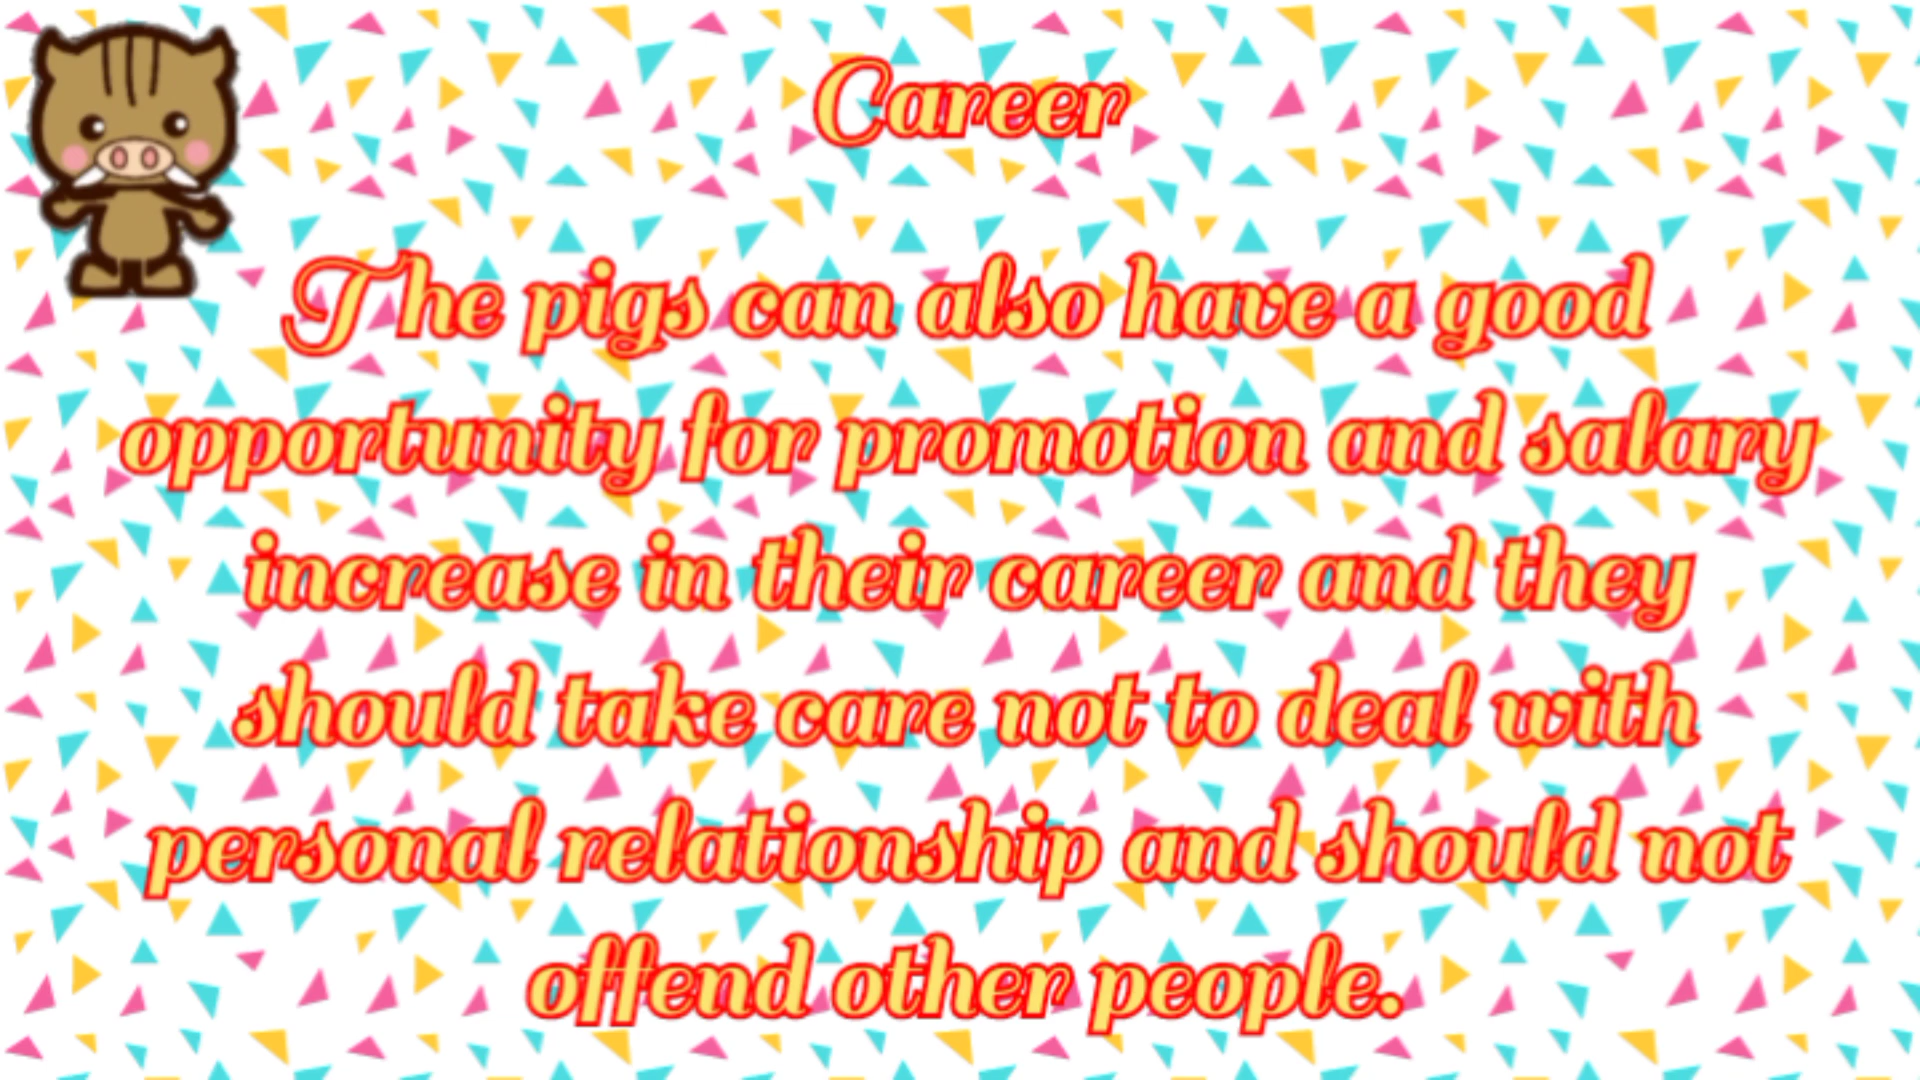 Career
The pigs can also have a good
opportunity for promotion and salary
increase in their career and they
should take care not to deal with
personal relationship and should not
offend other people.